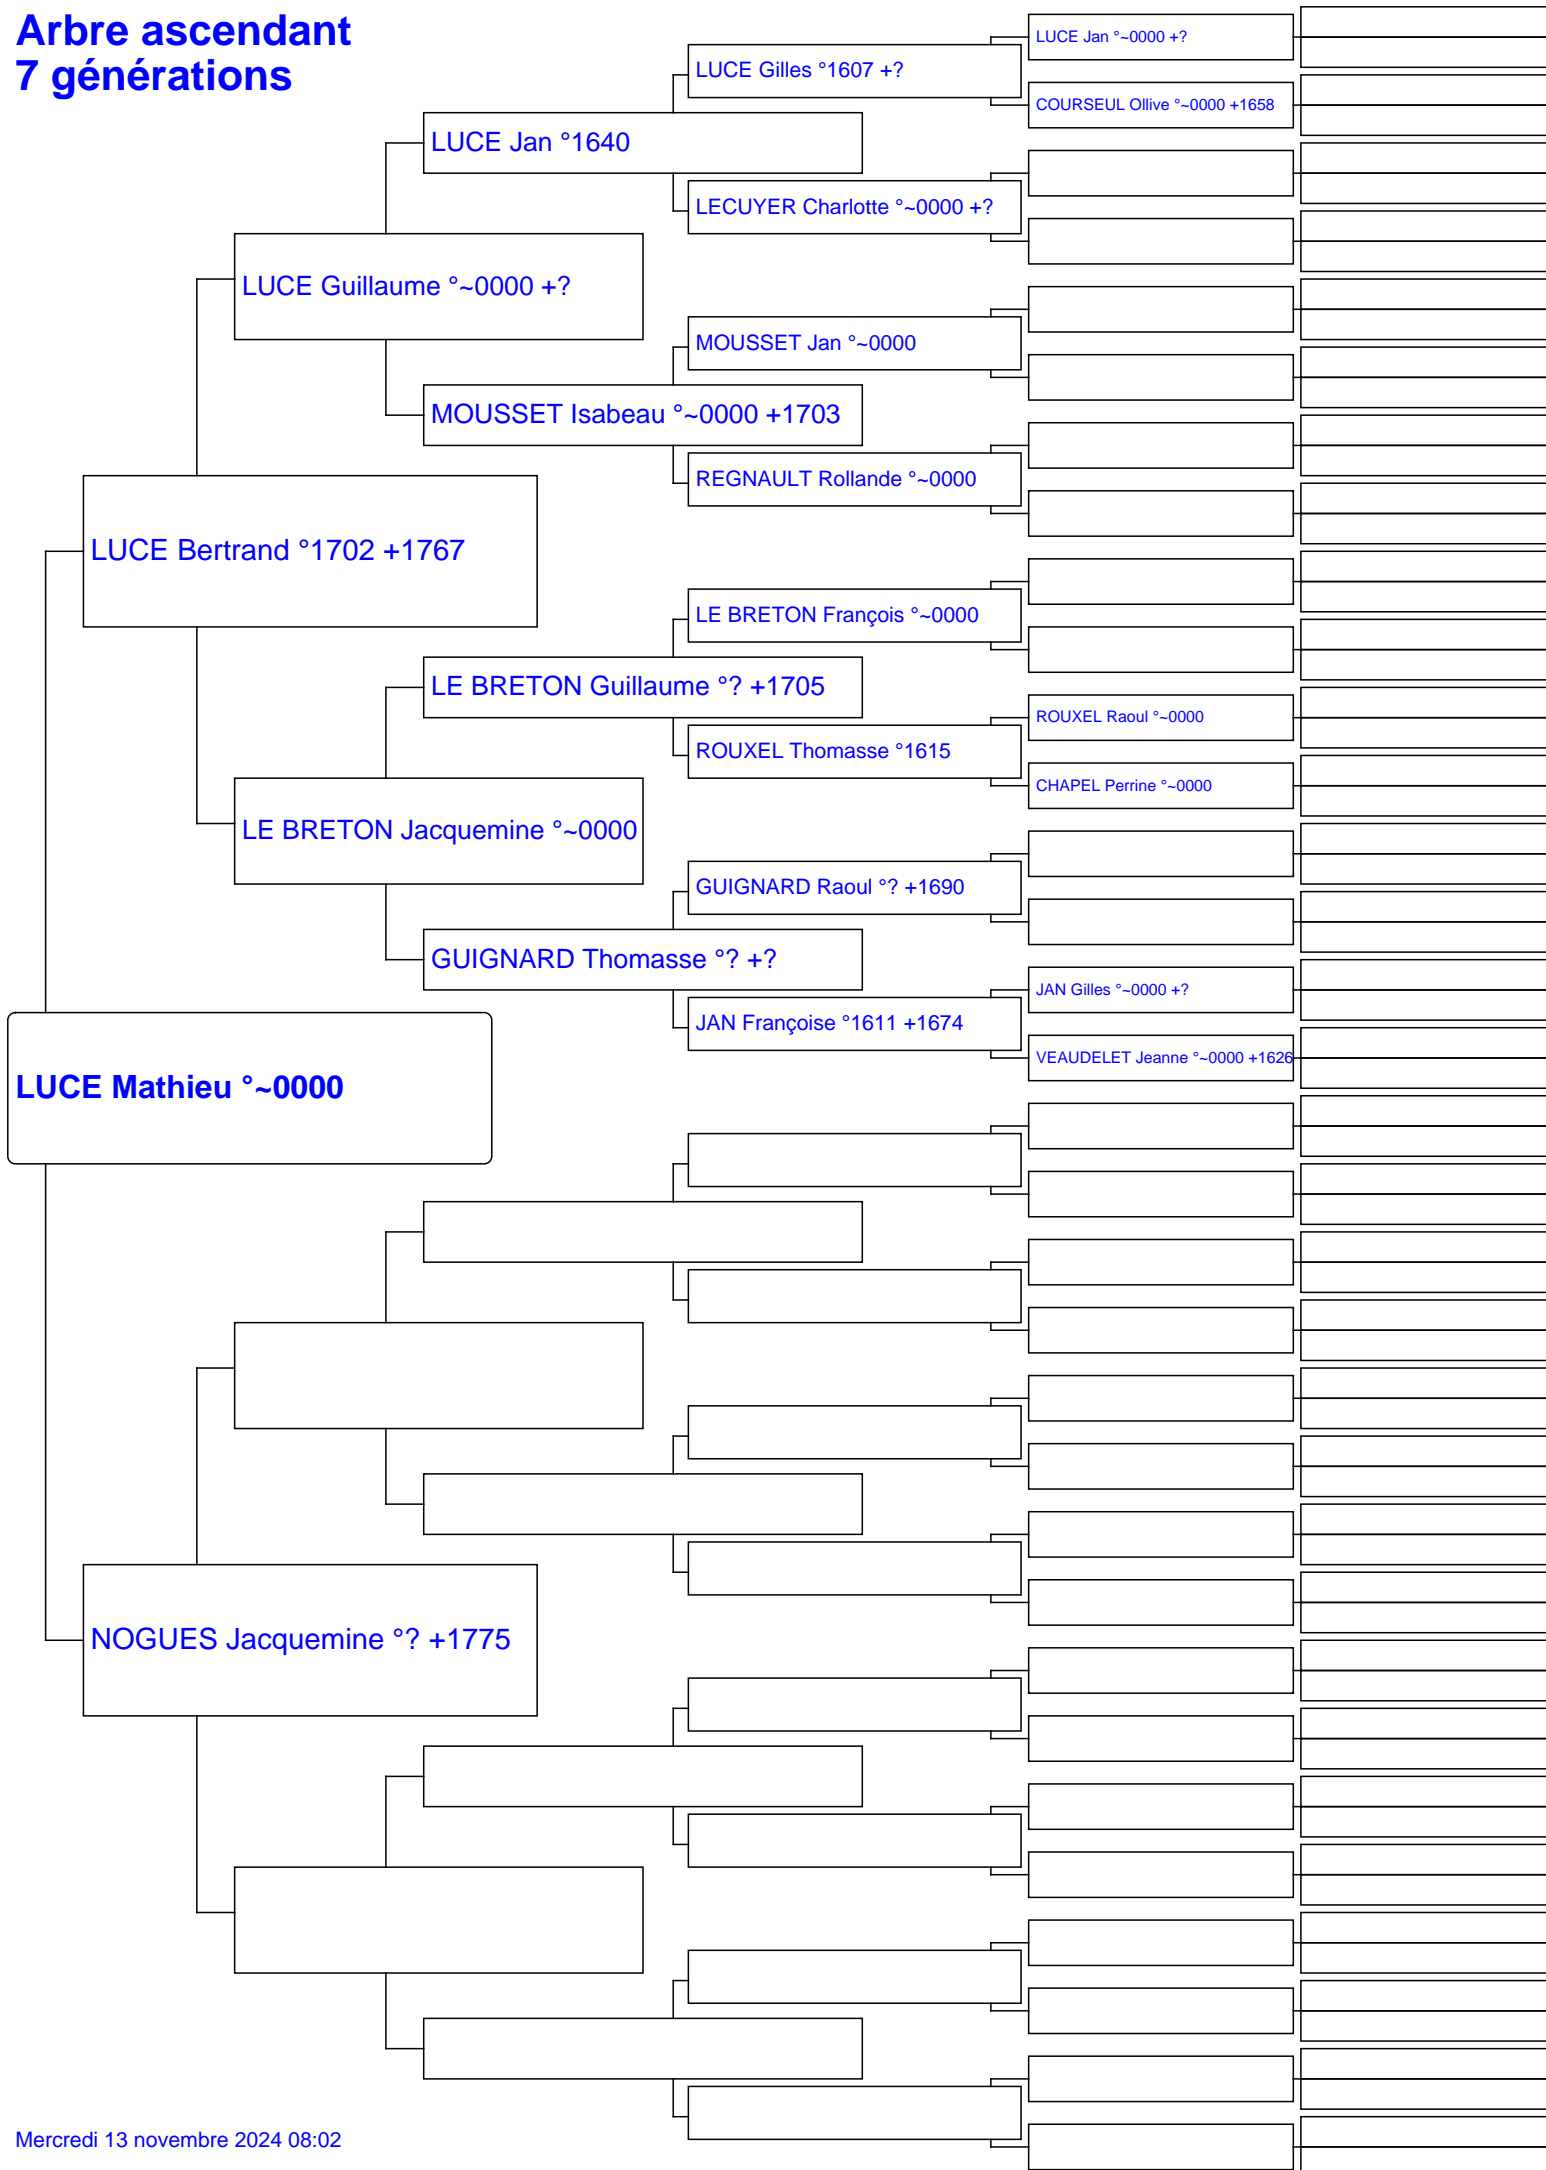 Arbre ascendant
7 générations
LUCE Jan °~0000 +?
LUCE Gilles °1607 +?
COURSEUL Ollive °~0000 +1658
LUCE Jan °1640
LECUYER Charlotte °~0000 +?
LUCE Guillaume °~0000 +?
MOUSSET Jan °~0000
MOUSSET Isabeau °~0000 +1703
REGNAULT Rollande °~0000
LUCE Bertrand °1702 +1767
LE BRETON François °~0000
LE BRETON Guillaume °? +1705
ROUXEL Raoul °~0000
ROUXEL Thomasse °1615
CHAPEL Perrine °~0000
LE BRETON Jacquemine °~0000
GUIGNARD Raoul °? +1690
GUIGNARD Thomasse °? +?
JAN Gilles °~0000 +?
JAN Françoise °1611 +1674
VEAUDELET Jeanne °~0000 +1626
LUCE Mathieu °~0000
NOGUES Jacquemine °? +1775
Mercredi 13 novembre 2024 08:02